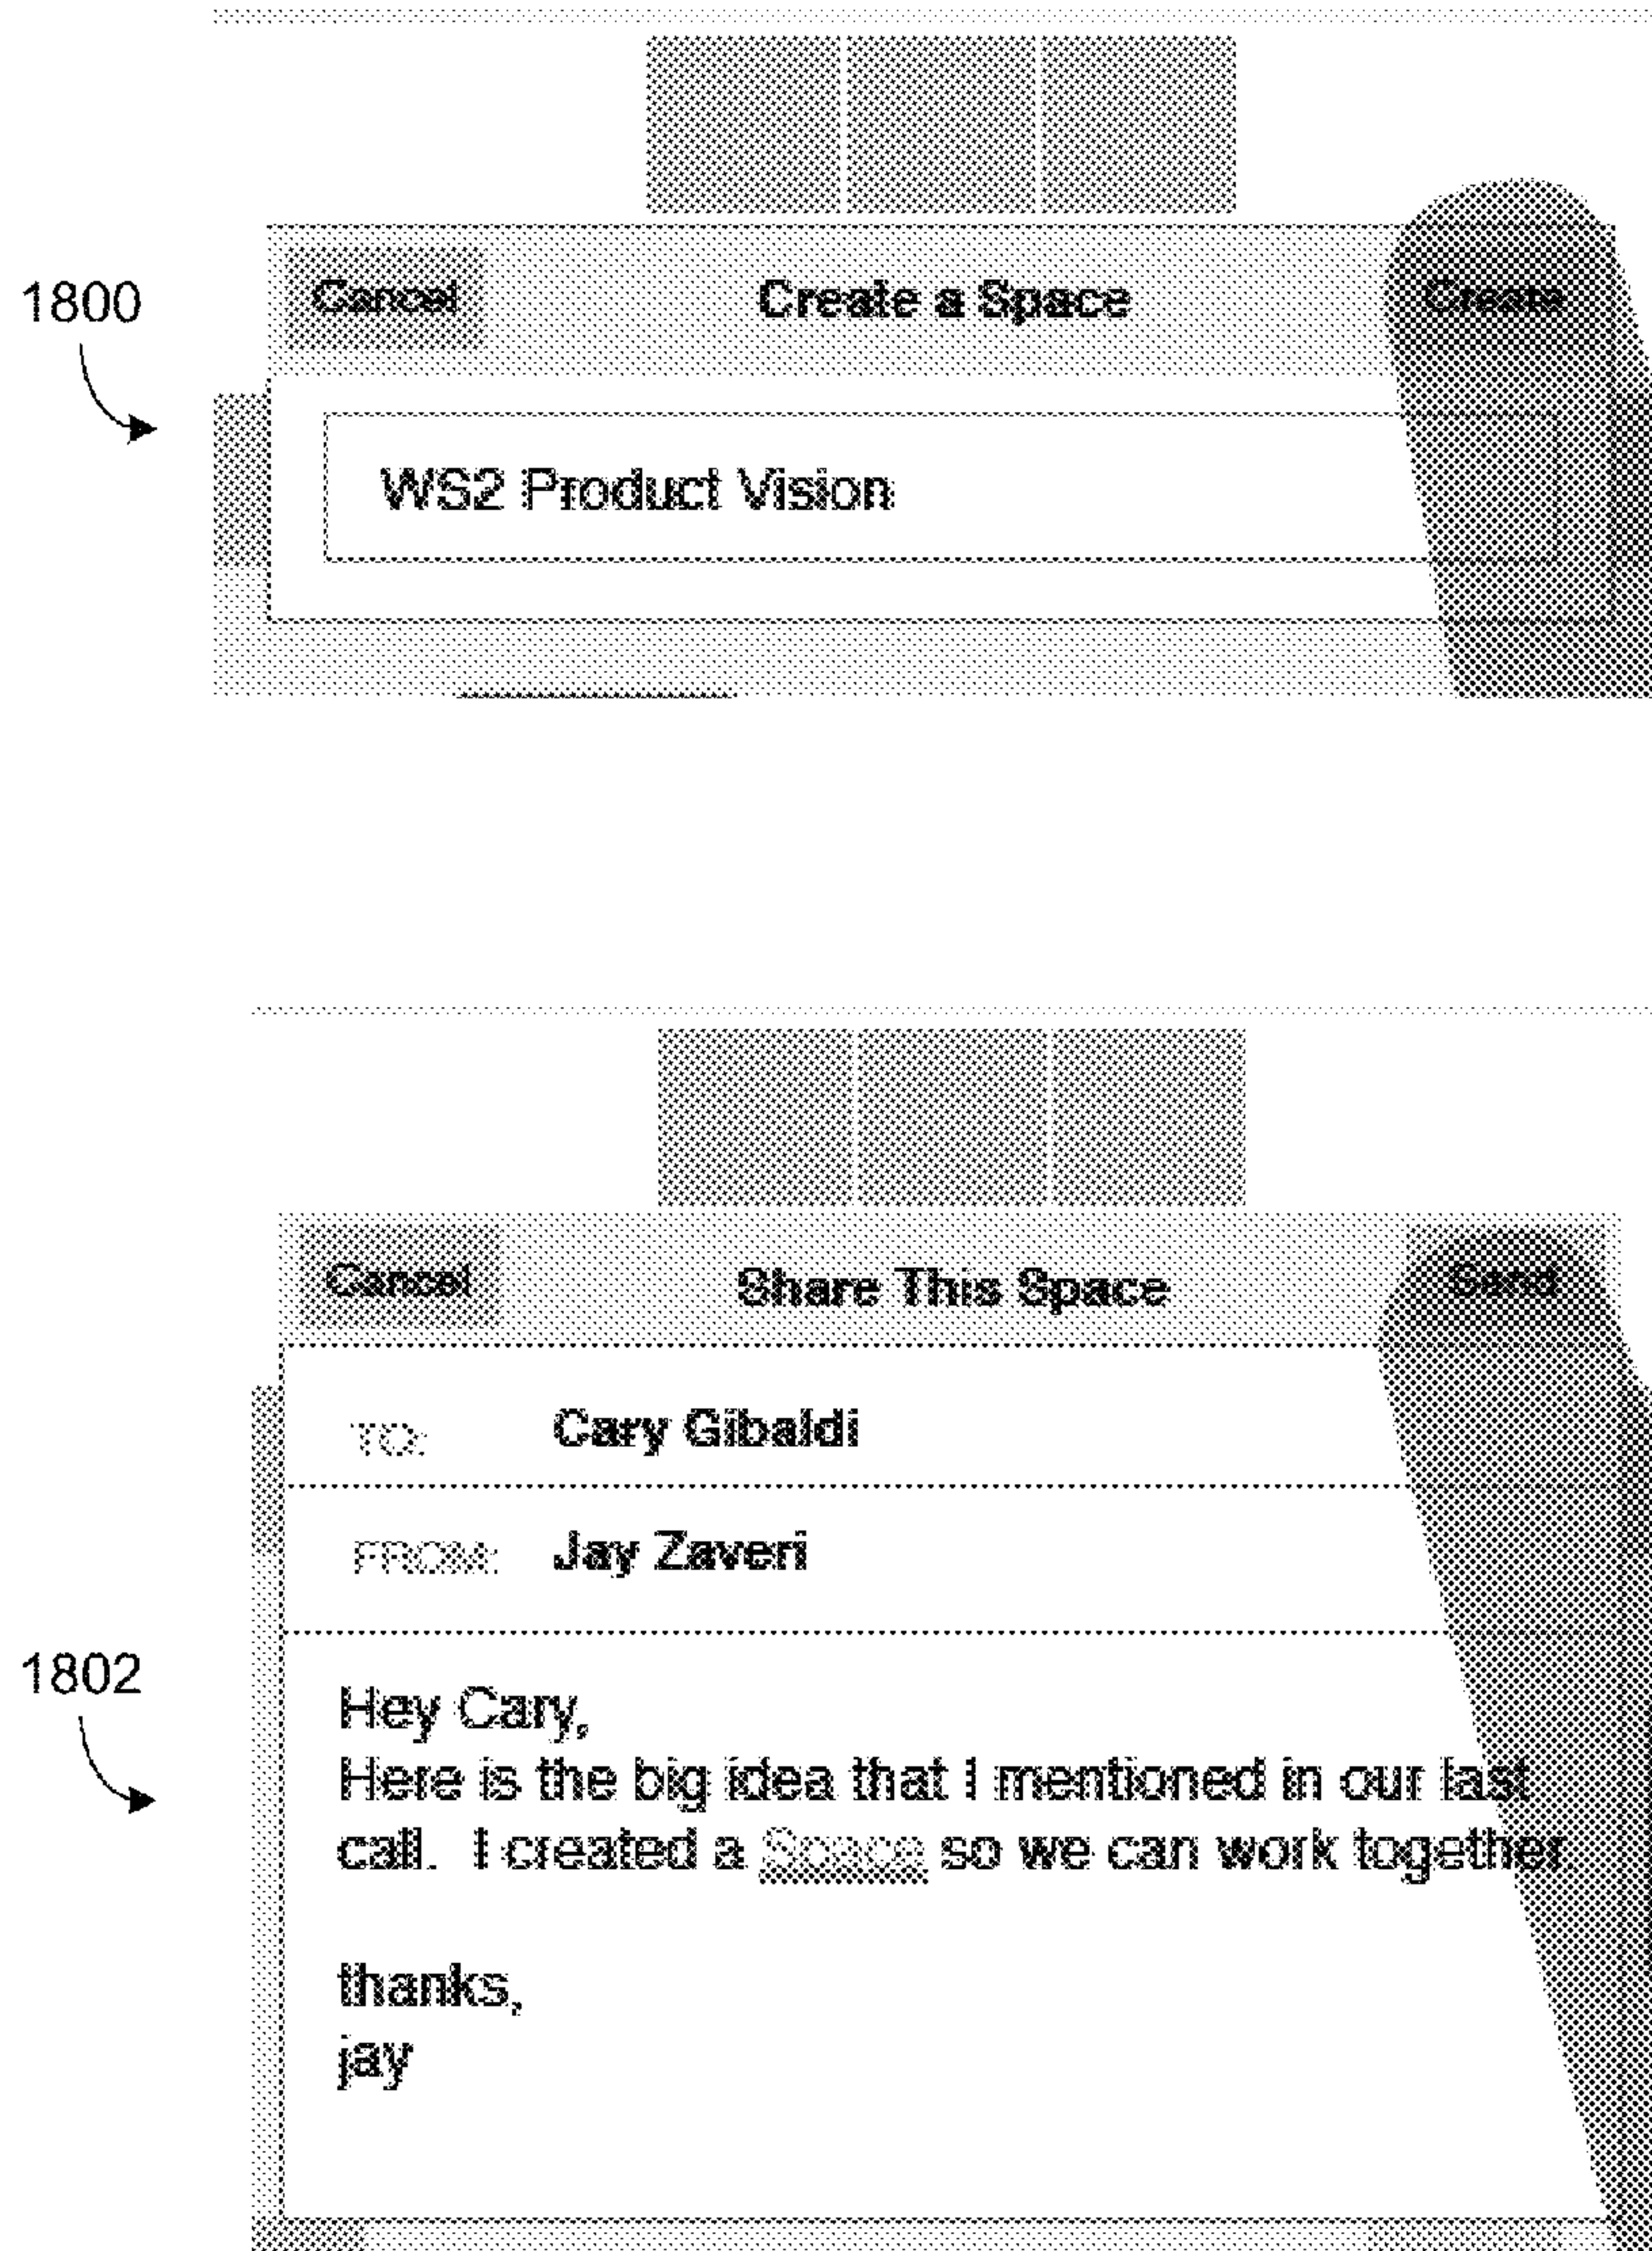 1800
Cancel Create a Space Create
WS2 Product Vision
1802
Cancel Share This Space Send
TO: Cary Gibaldi
FROM: Jay Zaveri
Hey Cary,
Here is the big idea that I mentioned in our last
call. I created a Space so we can work together
thanks,
jay